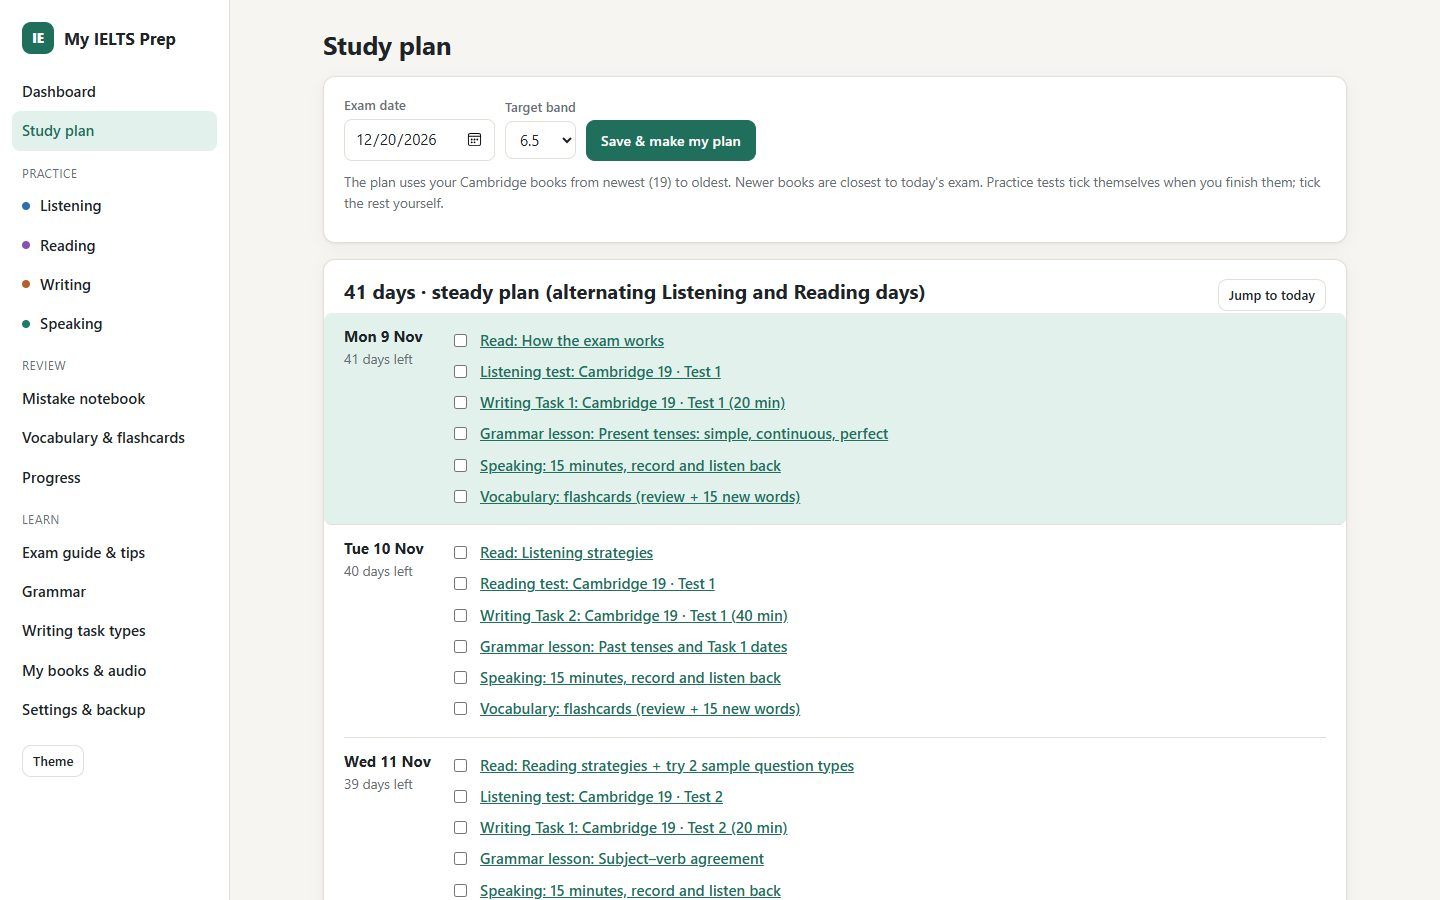 IE
My IELTS Prep
Dashboard
Study plan
PRACTICE
Listening
Reading
Writing
Speaking
REVIEW
Mistake notebook
Vocabulary & flashcards
Progress
LEARN
Exam guide & tips
Grammar
Writing task types
My books & audio
Settings & backup
Theme
Study plan
Exam date
Target band
12/20/2026
6.5
Save & make my plan
The plan uses your Cambridge books from newest (19) to oldest. Newer books are closest to today's exam. Practice tests tick themselves when you finish them; tick
the rest yourself.
41 days · steady plan (alternating Listening and Reading days)
Jump to today
Mon 9 Nov
41 days left
Read: How the exam works
Listening test: Cambridge 19 · Test 1
Writing Task 1: Cambridge 19 · Test 1 (20 min)
Grammar lesson: Present tenses: simple, continuous, perfect
Speaking: 15 minutes, record and listen back
Vocabulary: flashcards (review + 15 new words)
Tue 10 Nov
40 days left
Read: Listening strategies
Reading test: Cambridge 19 · Test 1
Writing Task 2: Cambridge 19 · Test 1 (40 min)
Grammar lesson: Past tenses and Task 1 dates
Speaking: 15 minutes, record and listen back
Vocabulary: flashcards (review + 15 new words)
Wed 11 Nov
39 days left
Read: Reading strategies + try 2 sample question types
Listening test: Cambridge 19 · Test 2
Writing Task 1: Cambridge 19 · Test 2 (20 min)
Grammar lesson: Subject–verb agreement
Speaking: 15 minutes, record and listen back